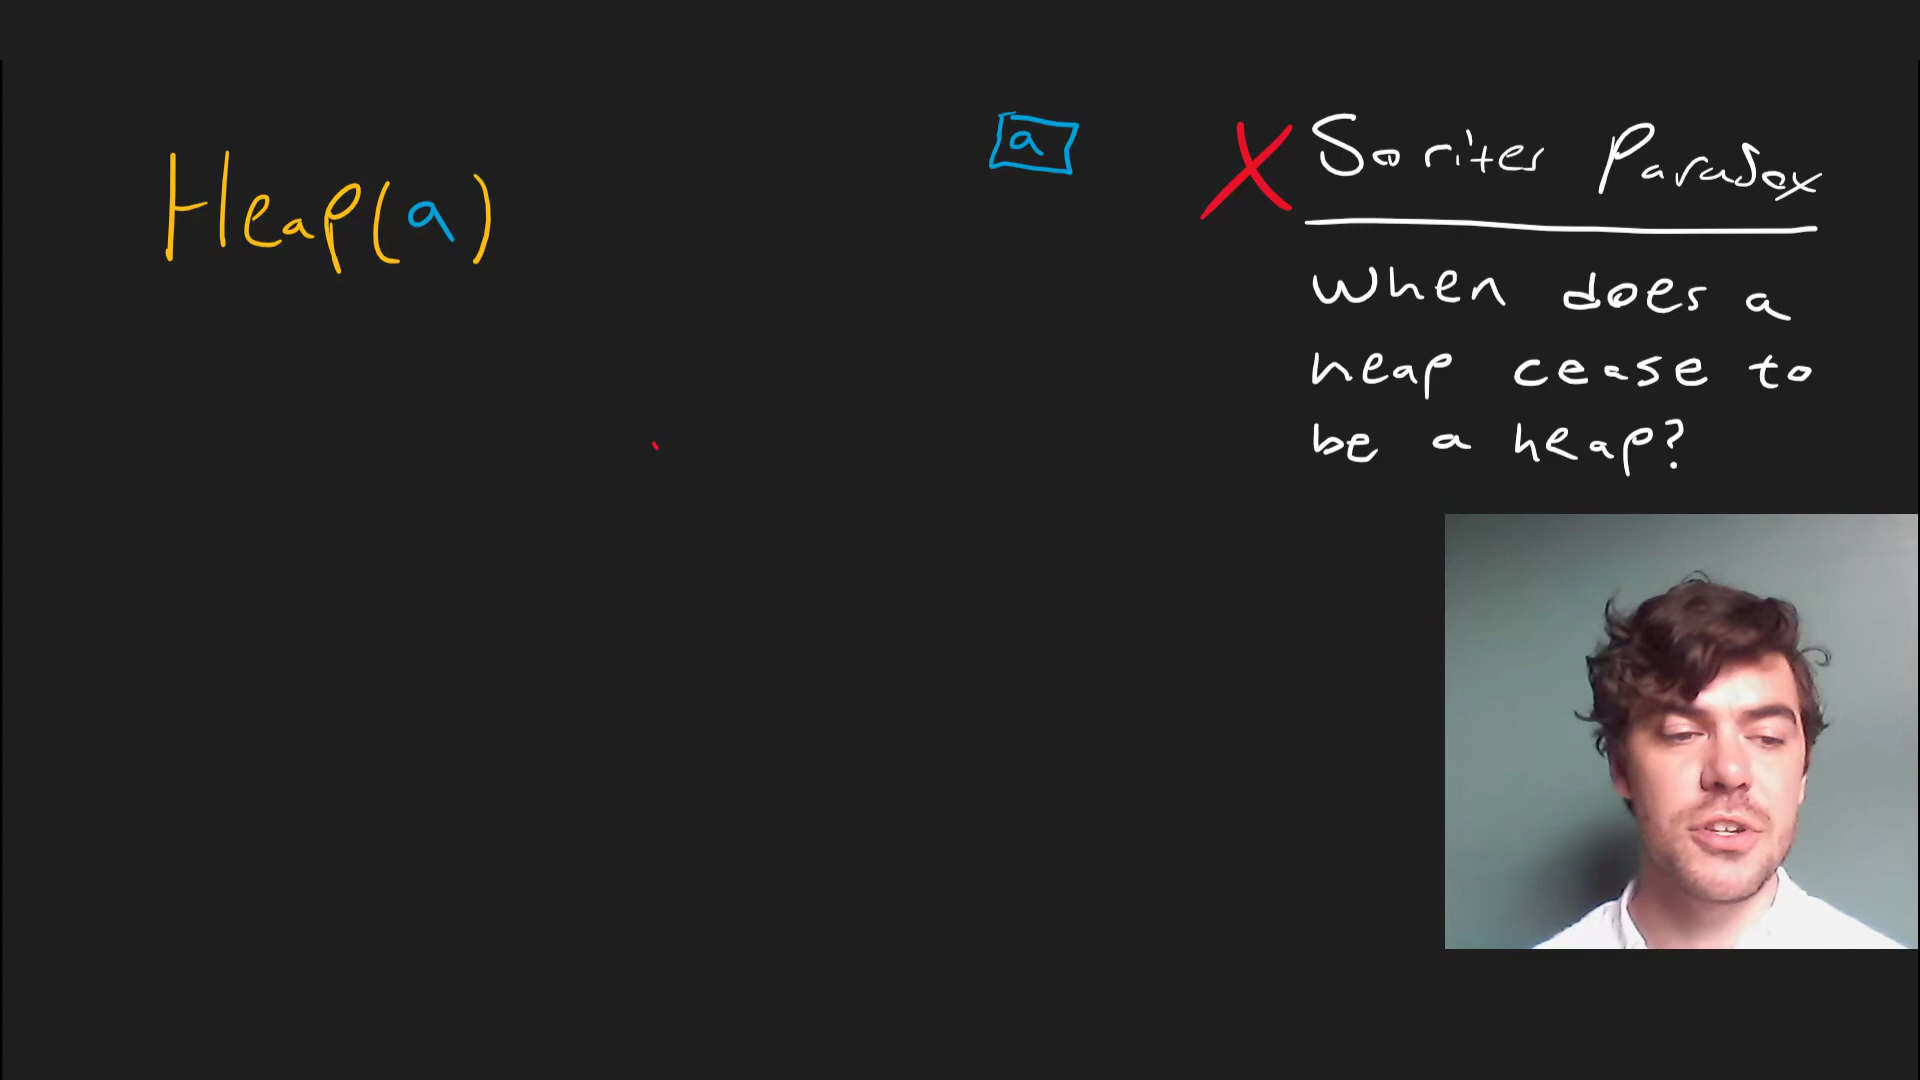 Heap(a)
a
X Sorites Paradox
When does a
heap cease to
be a heap?